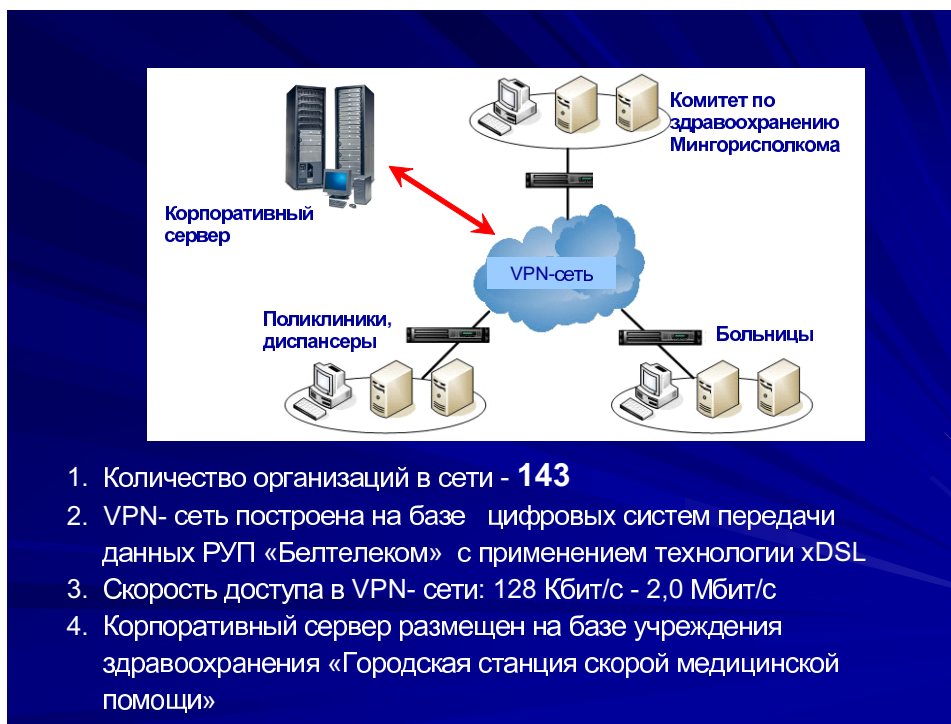 Комитет по
здравоохранению
Мингорисполкома
Корпоративный
сервер
VPN-сеть
Поликлиники,
диспансеры
Больницы
1. Количество организаций в сети - 143
2. VPN- сеть построена на базе цифровых систем передачи
данных РУП «Белтелеком» с применением технологии xDSL
3. Скорость доступа в VPN- сети: 128 Кбит/с - 2,0 Мбит/с
4. Корпоративный сервер размещен на базе учреждения
здравоохранения «Городская станция скорой медицинской
помощи»